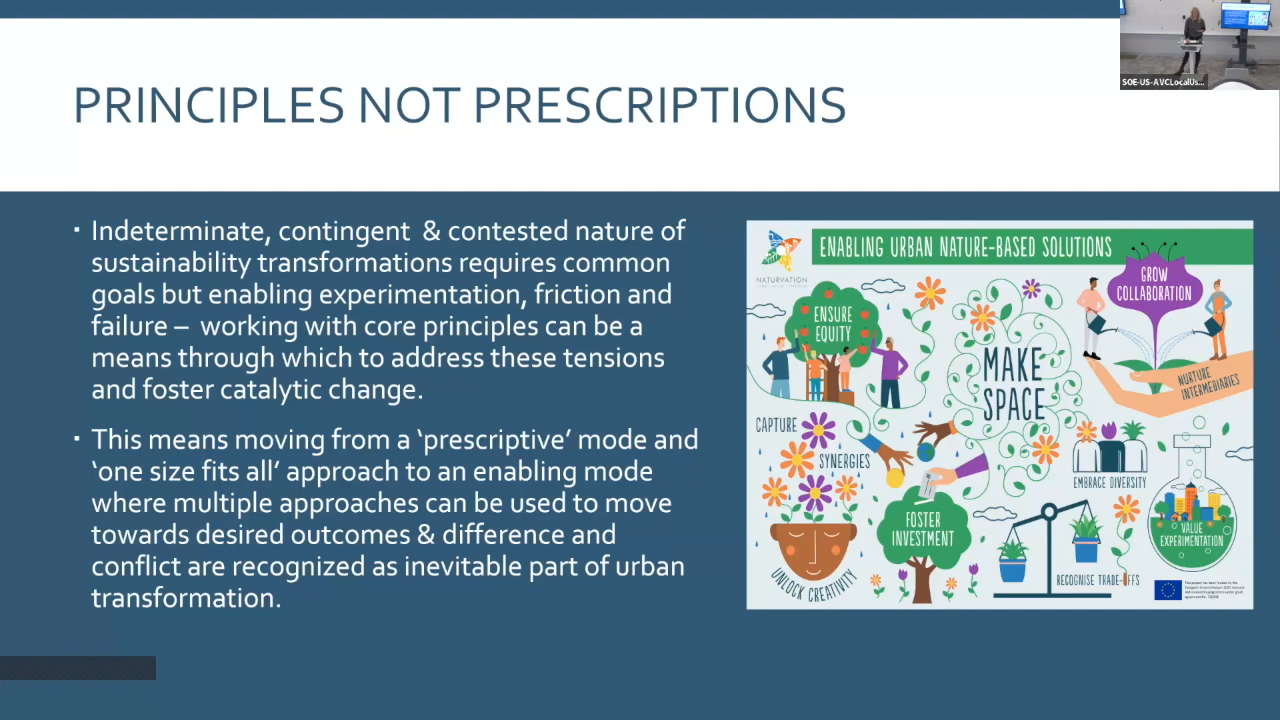 SOE-US-AVCLocalUs...
PRINCIPLES NOT PRESCRIPTIONS
▪ Indeterminate, contingent & contested nature of
sustainability transformations requires common
goals but enabling experimentation, friction and
failure – working with core principles can be a
means through which to address these tensions
and foster catalytic change.
▪ This means moving from a ‘prescriptive’ mode and
‘one size fits all’ approach to an enabling mode
where multiple approaches can be used to move
towards desired outcomes & difference and
conflict are recognized as inevitable part of urban
transformation.
NATURVATION
ENABLING URBAN NATURE-BASED SOLUTIONS
GROW
COLLABORATION
ENSURE
EQUITY
MAKE
SPACE
NURTURE
INTERMEDIARIES
CAPTURE
SYNERGIES
EMBRACE DIVERSITY
FOSTER
INVESTMENT
VALUE
EXPERIMENTATION
UNLOCK CREATIVITY
RECOGNISE TRADE-OFFS